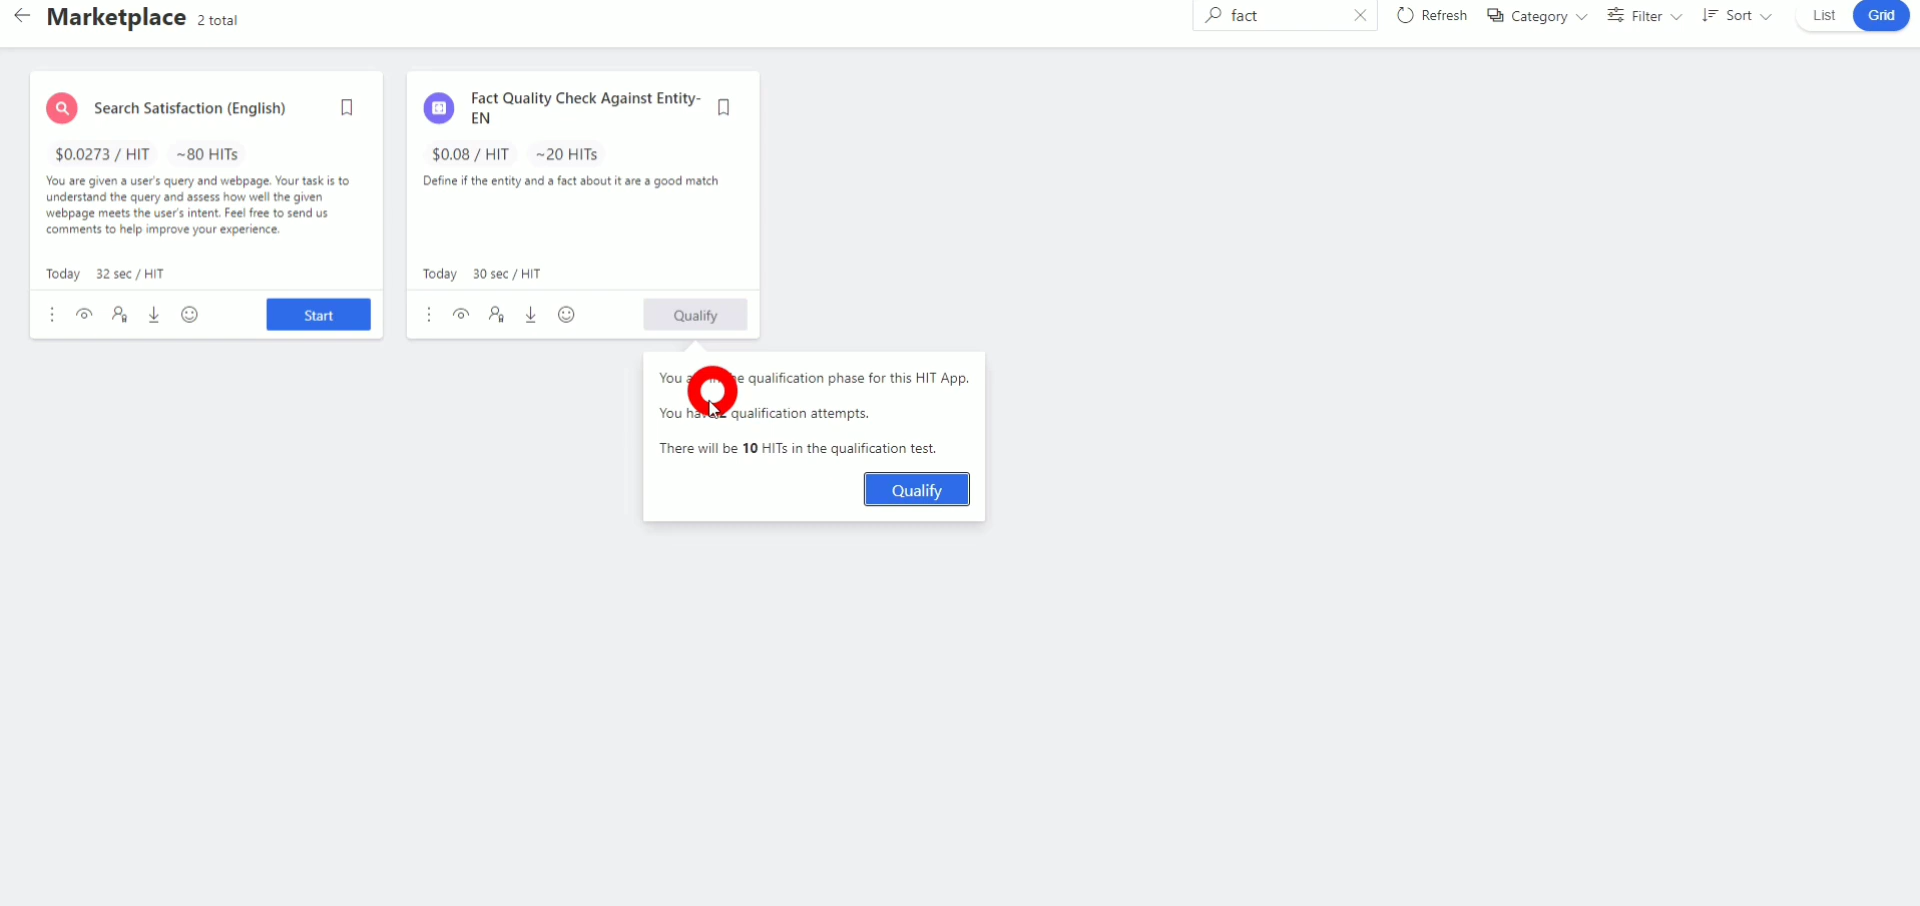 Marketplace 2 total
fact Refresh Category Filter Sort List Grid
Search Satisfaction (English)
$0.0273 / HIT ~80 HITs
You are given a user's query and webpage. Your task is to
understand the query and assess how well the given
webpage meets the user's intent. Feel free to send us
comments to help improve your experience.
Today 32 sec / HIT
Start
Fact Quality Check Against Entity-
EN
$0.08 / HIT ~20 HITs
Define if the entity and a fact about it are a good match
Today 30 sec / HIT
Qualify
You qualification phase for this HIT App.
You qualification attempts.
There will be 10 HITs in the qualification test.
Qualify